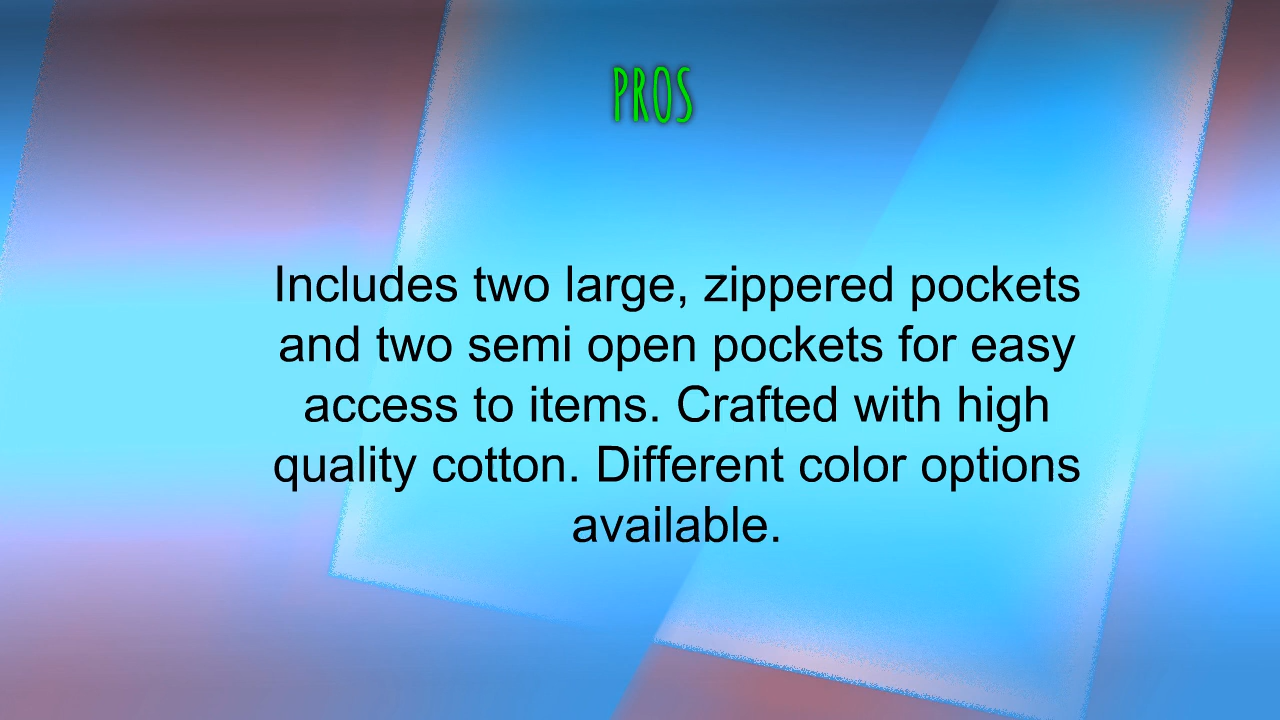 PROS
Includes two large, zippered pockets
and two semi open pockets for easy
access to items. Crafted with high
quality cotton. Different color options
available.